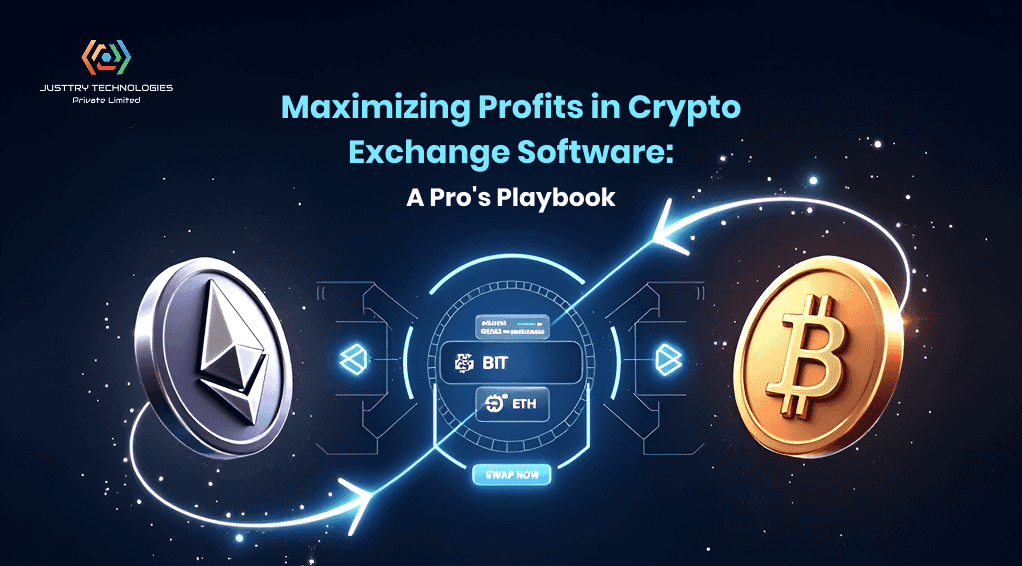 JUSTTRY TECHNOLOGIES
Private Limited
Maximizing Profits in Crypto
Exchange Software:
A Pro's Playbook
BIT
ETH
SWAP NOW